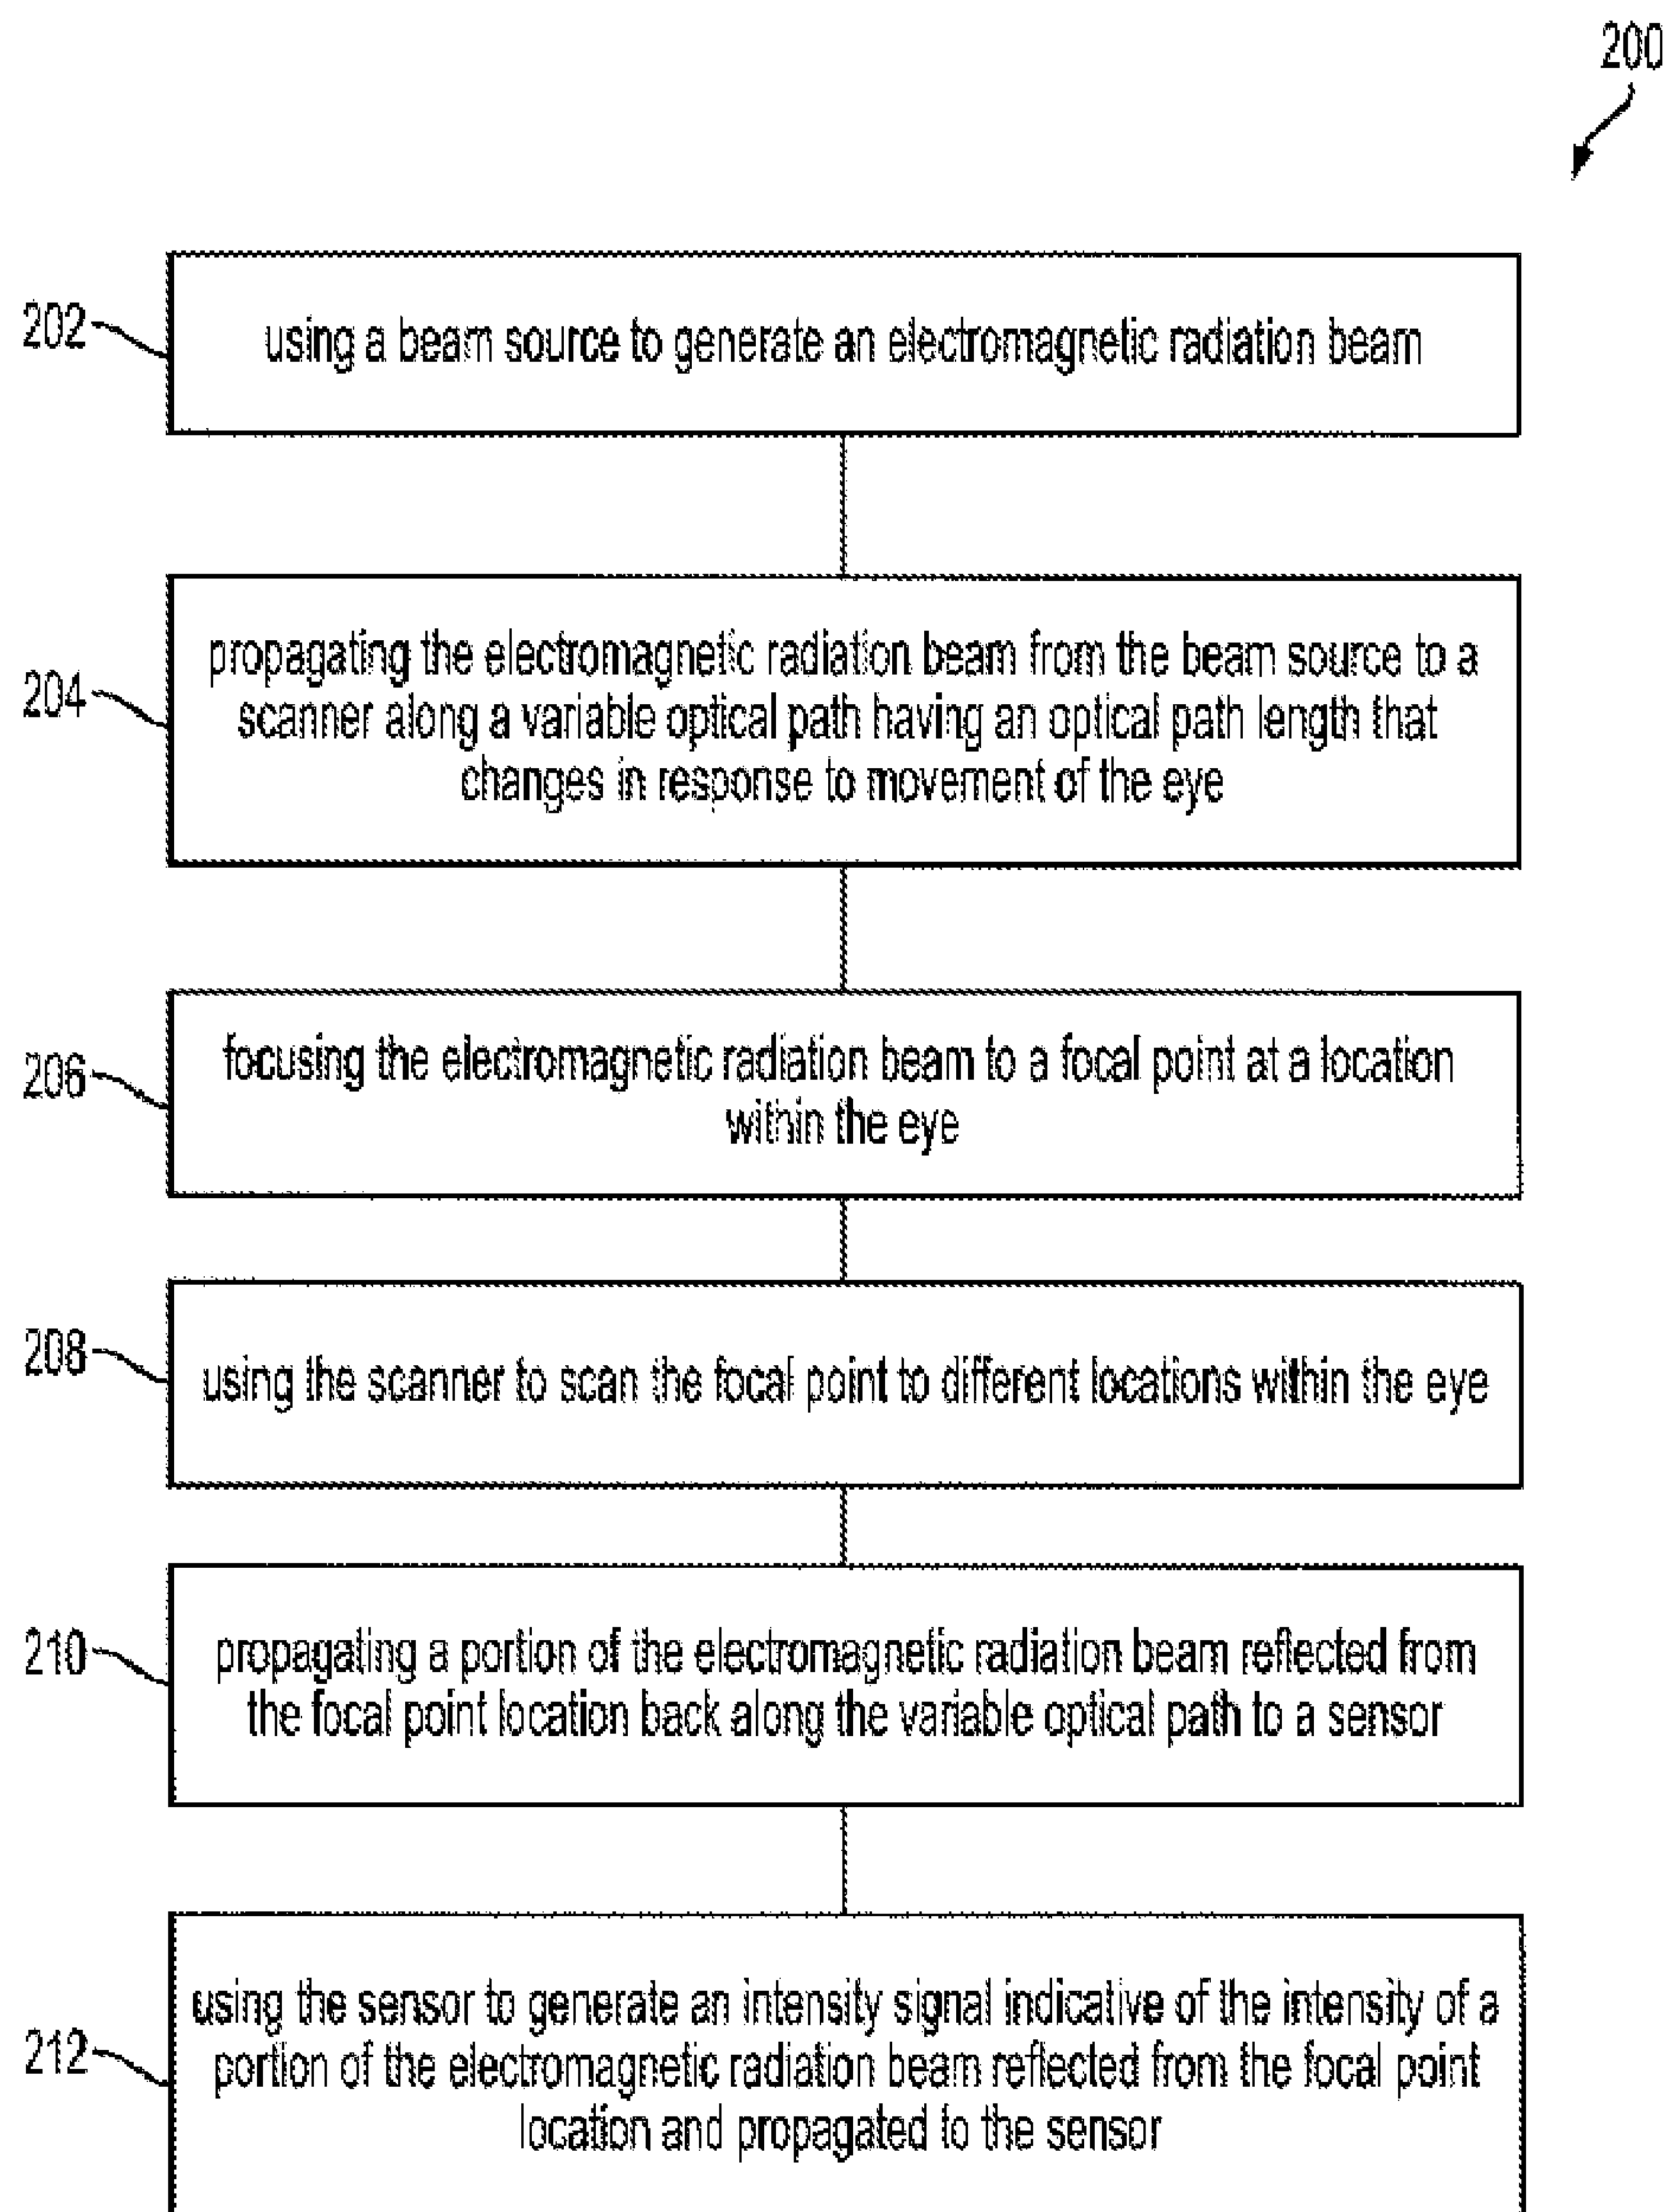 200
202
using a beam source to generate an electromagnetic radiation beam
204
propagating the electromagnetic radiation beam from the beam source to a
scanner along a variable optical path having an optical path length that
changes in response to movement of the eye
206
focusing the electromagnetic radiation beam to a focal point at a location
within the eye
208
using the scanner to scan the focal point to different locations within the eye
210
propagating a portion of the electromagnetic radiation beam reflected from
the focal point location back along the variable optical path to a sensor
212
using the sensor to generate an intensity signal indicative of the intensity of a
portion of the electromagnetic radiation beam reflected from the focal point
location and propagated to the sensor